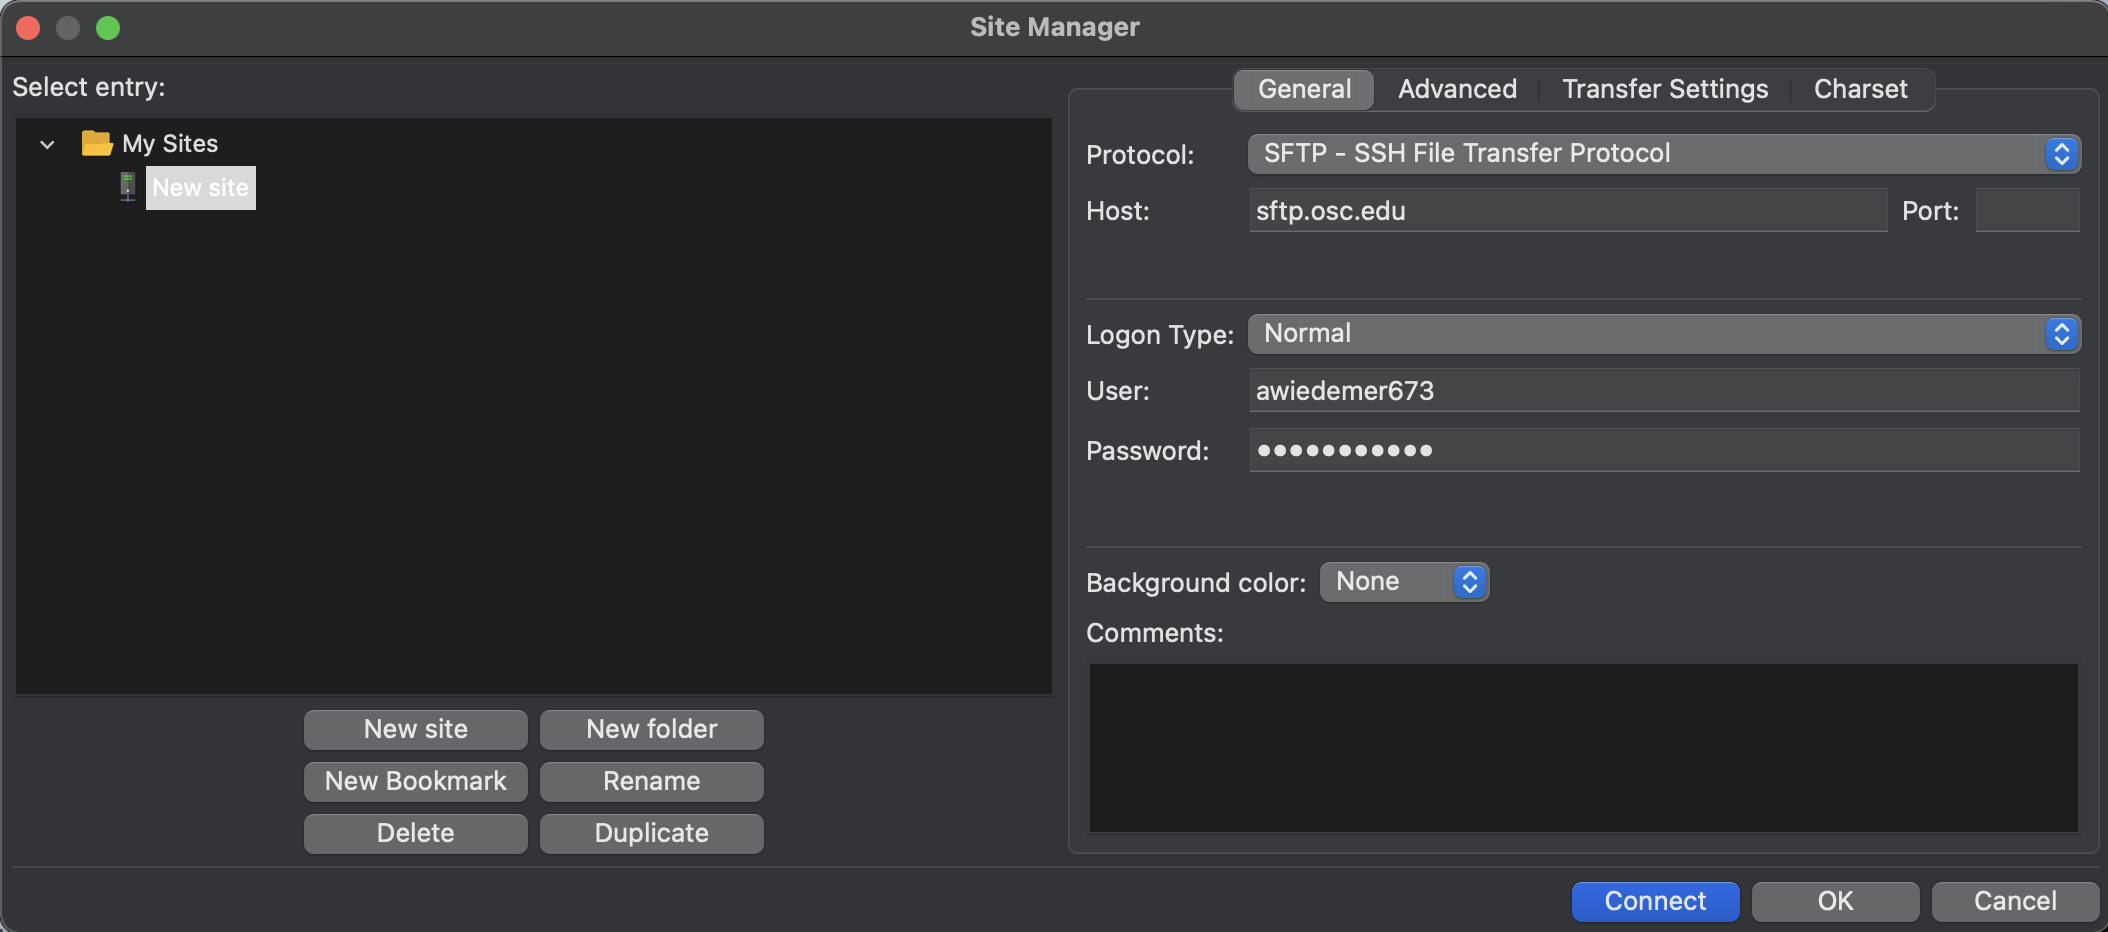 Site Manager
Select entry:
My Sites
New site
New site
New folder
New Bookmark
Rename
Delete
Duplicate
General
Advanced
Transfer Settings
Charset
Protocol:
SFTP - SSH File Transfer Protocol
Host:
sftp.osc.edu
Port:
Logon Type:
Normal
User:
awiedemer673
Password:
●●●●●●●●●●●
Background color:
None
Comments:
Connect
OK
Cancel